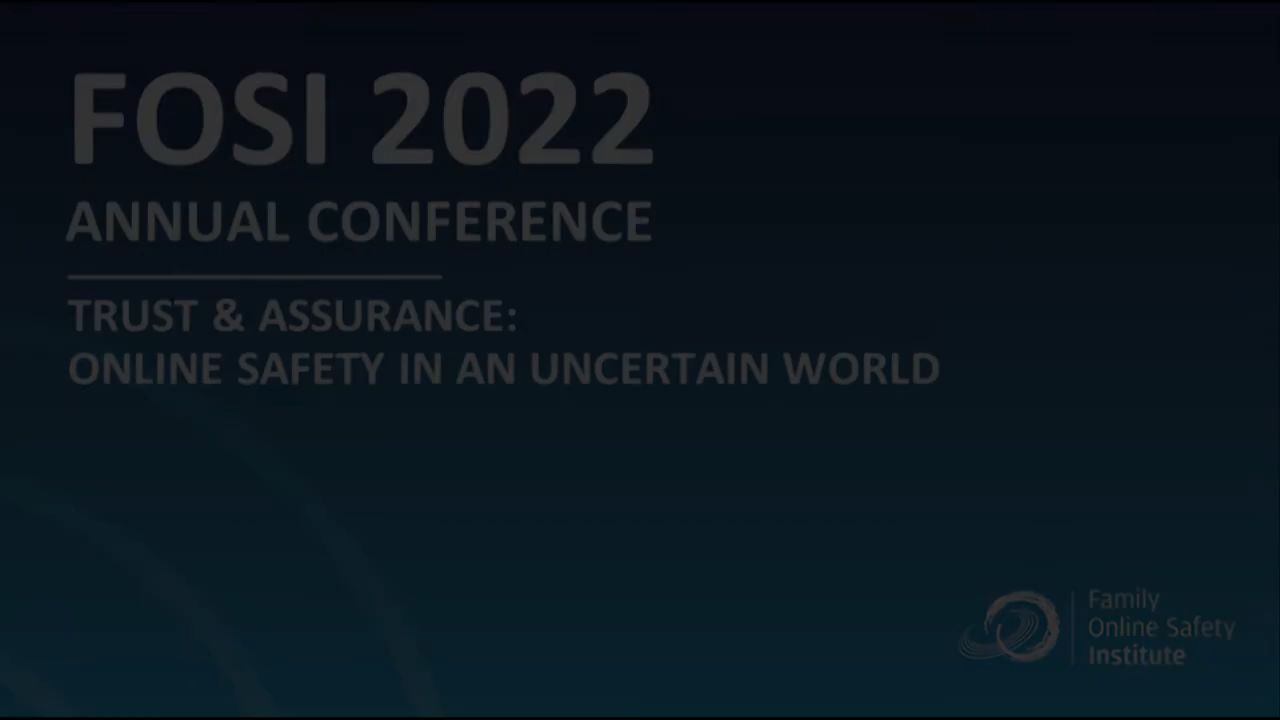 FOSI 2022
ANNUAL CONFERENCE
TRUST & ASSURANCE:
ONLINE SAFETY IN AN UNCERTAIN WORLD
Family
Online Safety
Institute